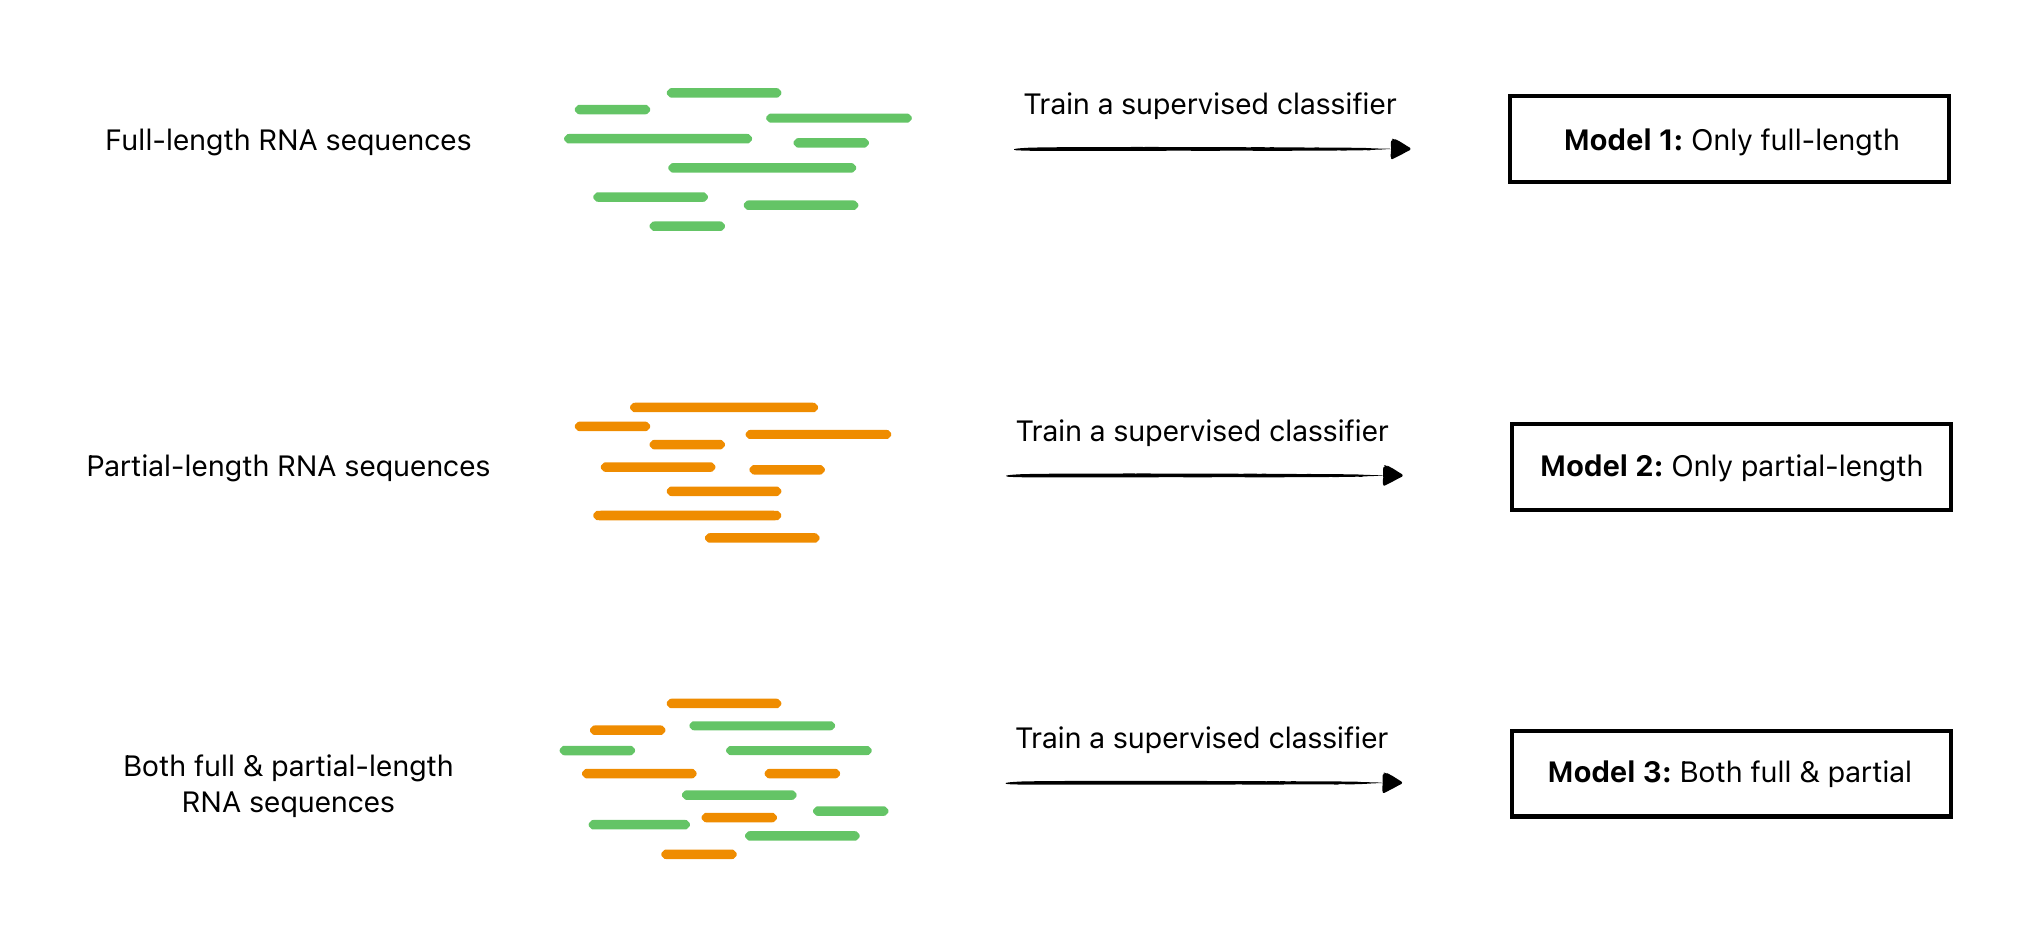 Full-length RNA sequences
Train a supervised classifier
Model 1: Only full-length
Partial-length RNA sequences
Train a supervised classifier
Model 2: Only partial-length
Both full & partial-length
RNA sequences
Train a supervised classifier
Model 3: Both full & partial